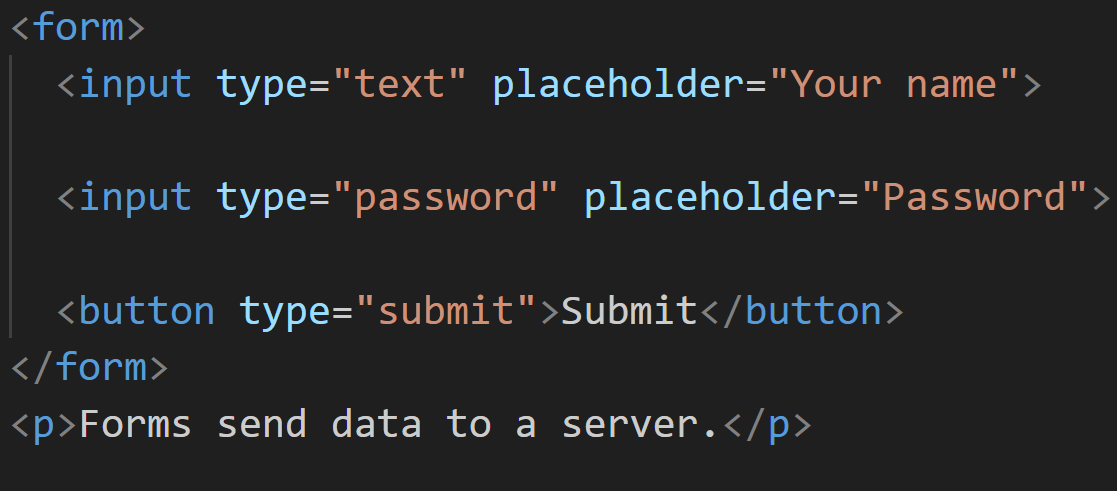 <form>
<input type="text" placeholder="Your name">
<input type="password" placeholder="Password">
<button type="submit">Submit</button>
</form>
<p>Forms send data to a server.</p>